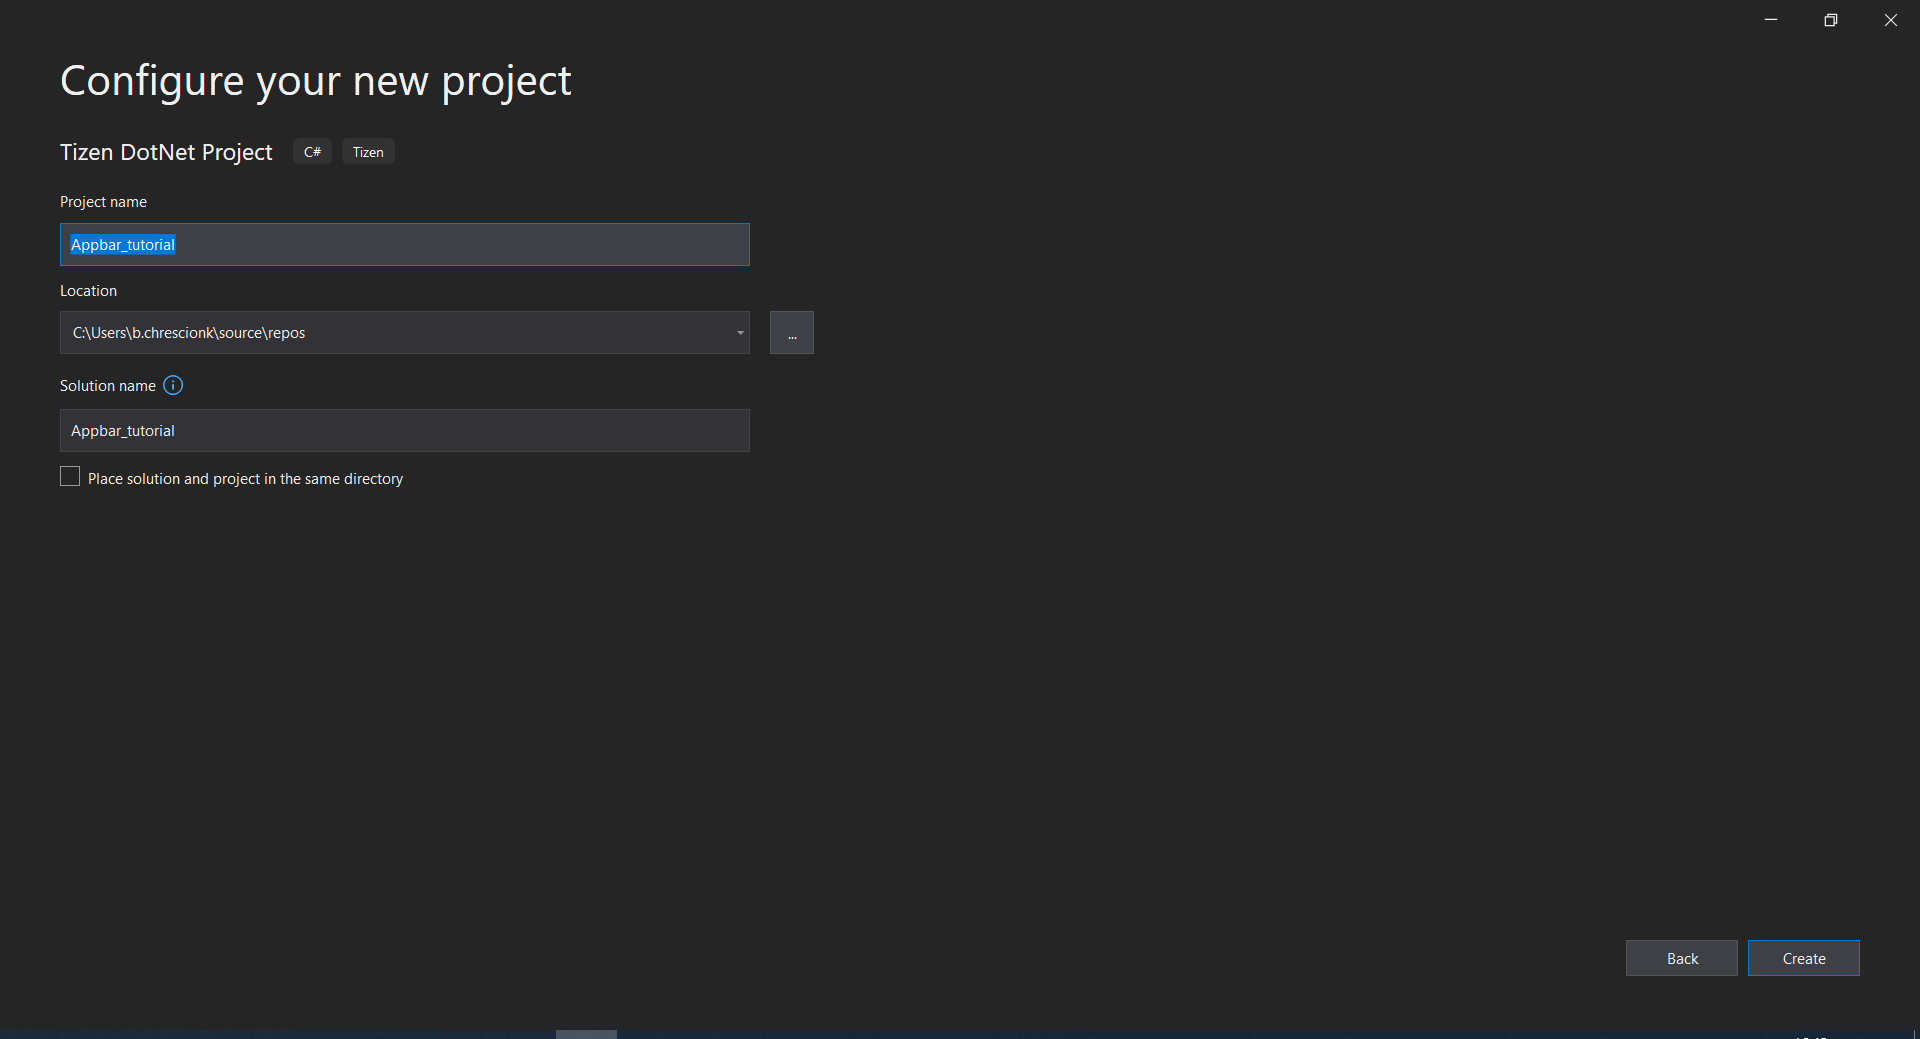 Configure your new project
Tizen DotNet Project C# Tizen
Project name
Appbar_tutorial
Location
C:\Users\b.chrescionk\source\repos
...
Solution name
Appbar_tutorial
Place solution and project in the same directory
Back Create